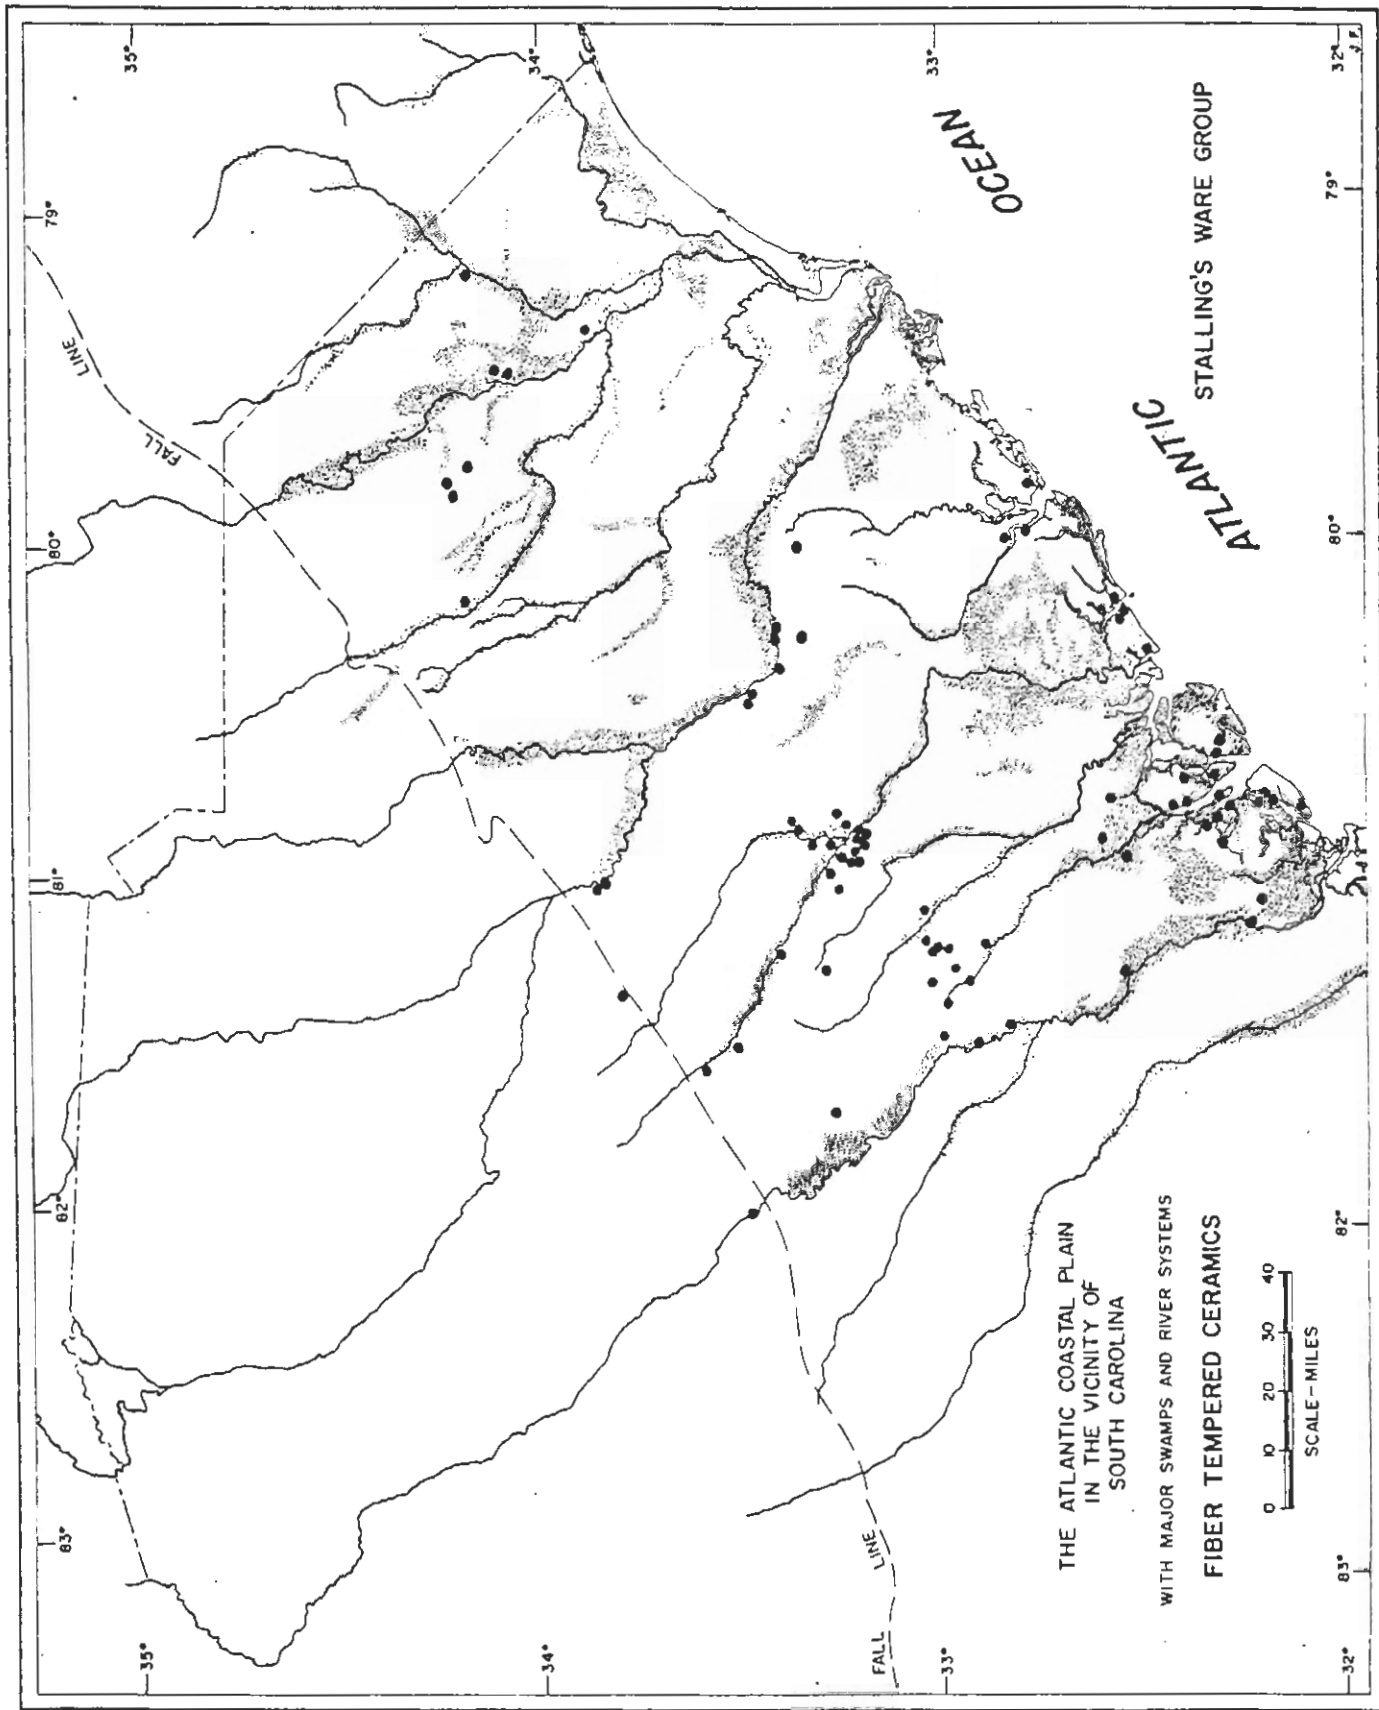 THE ATLANTIC COASTAL PLAIN
IN THE VICINITY OF
SOUTH CAROLINA
WITH MAJOR SWAMPS AND RIVER SYSTEMS
FIBER TEMPERED CERAMICS
0 10 20 30 40
SCALE-MILES
STALLING'S WARE GROUP
ATLANTIC
OCEAN
FALL
LINE
FALL
LINE
83°
82°
81°
80°
79°
35°
34°
33°
32°
35°
34°
33°
32°
83°
82°
80°
79°
J.F.